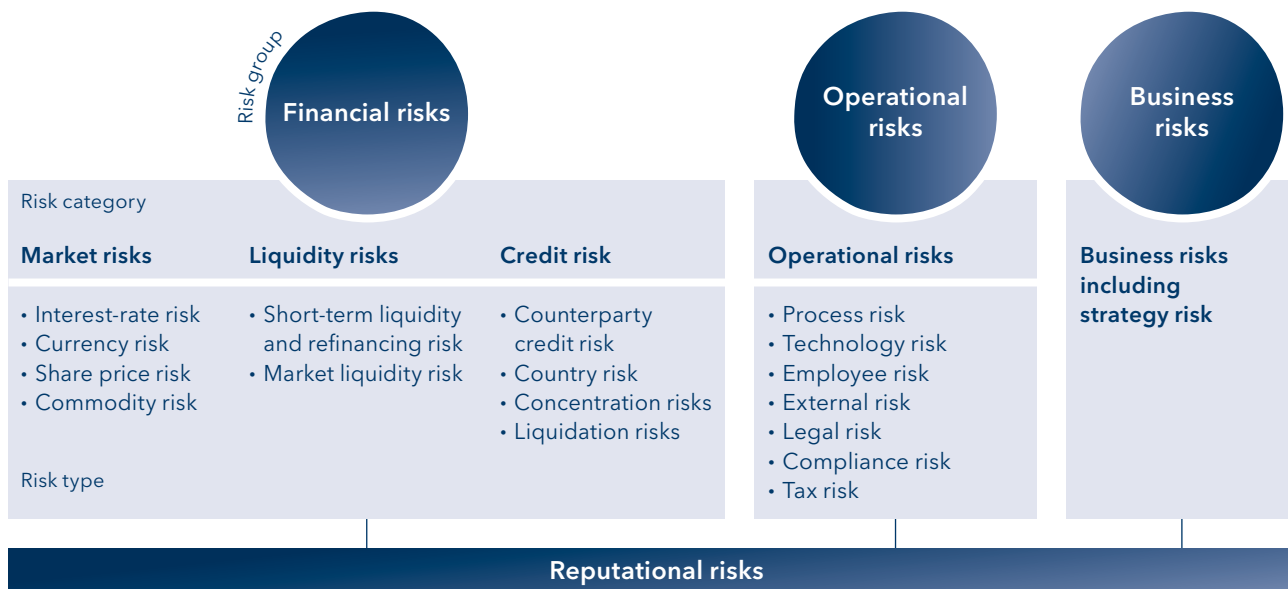 Risk group
Financial risks
Operational
risks
Business
risks
Risk category
Market risks
• Interest-rate risk
• Currency risk
• Share price risk
• Commodity risk
Liquidity risks
• Short-term liquidity
and refinancing risk
• Market liquidity risk
Credit risk
• Counterparty
credit risk
• Country risk
• Concentration risks
• Liquidation risks
Risk type
Operational risks
• Process risk
• Technology risk
• Employee risk
• External risk
• Legal risk
• Compliance risk
• Tax risk
Business risks
including
strategy risk
Reputational risks